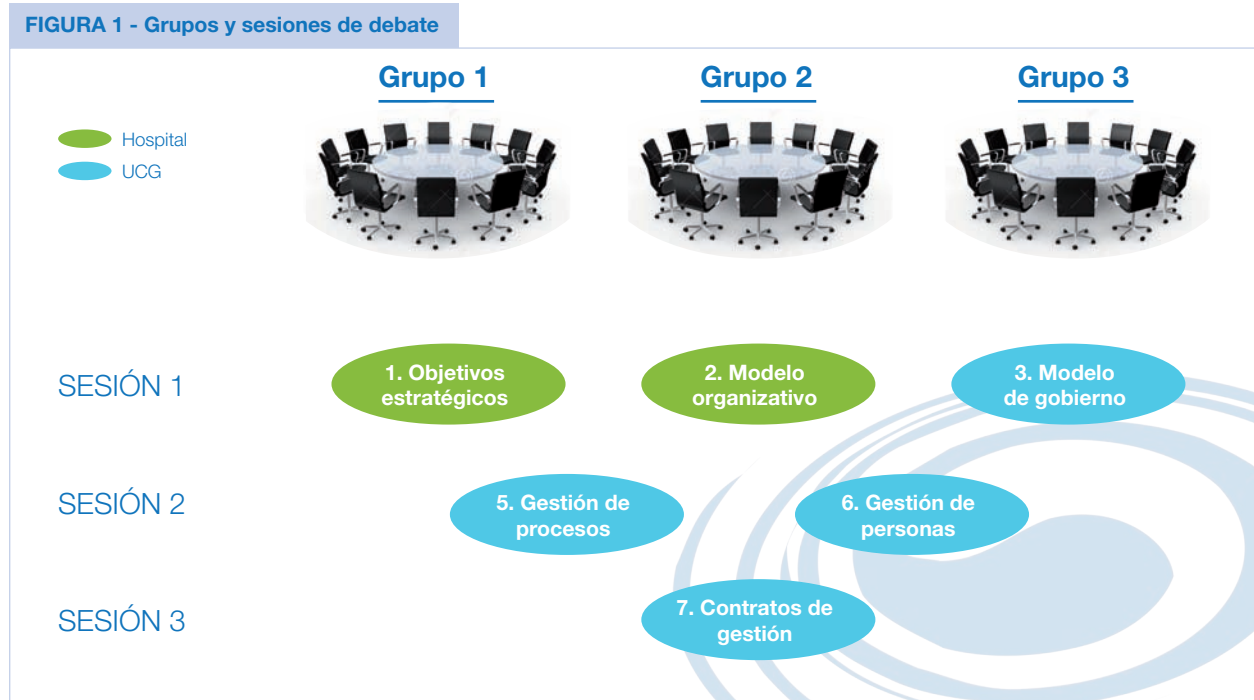 FIGURA 1 - Grupos y sesiones de debate
Grupo 1
Grupo 2
Grupo 3
Hospital
UCG
SESIÓN 1
1. Objetivos
estratégicos
2. Modelo
organizativo
3. Modelo
de gobierno
SESIÓN 2
5. Gestión de
procesos
6. Gestión de
personas
SESIÓN 3
7. Contratos de
gestión